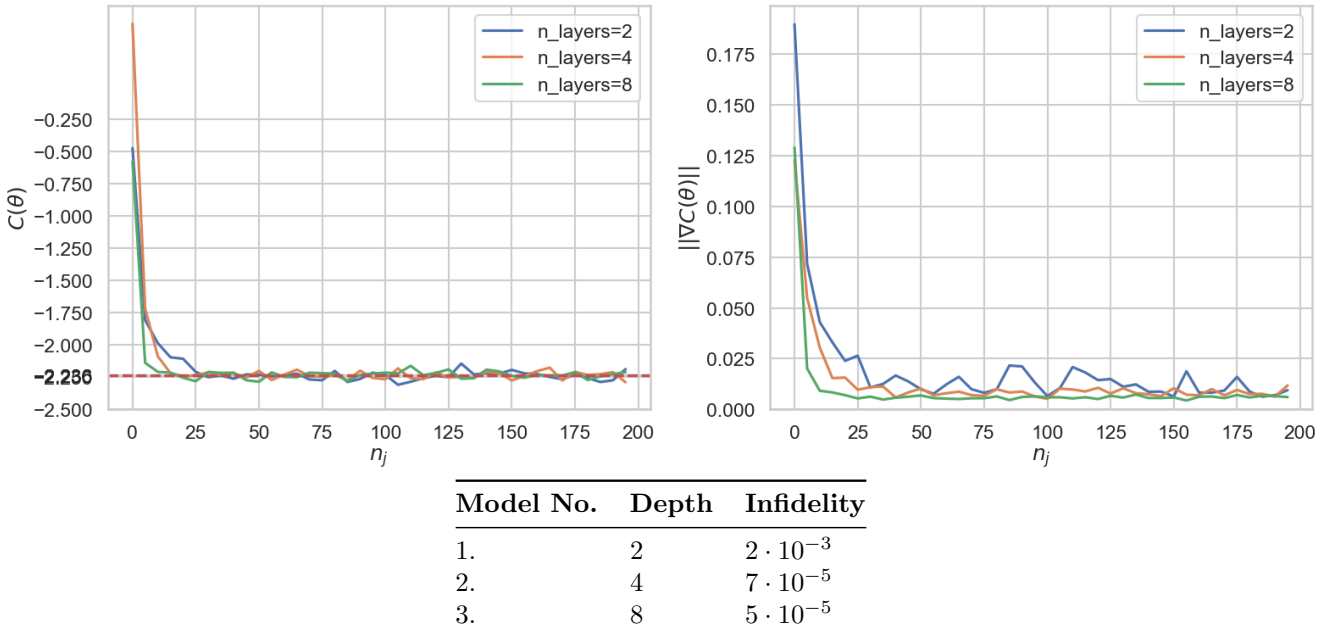 n_layers=2
n_layers=4
n_layers=8
C(θ)
−0.250
−0.500
−0.750
−1.000
−1.250
−1.500
−1.750
−2.000
−2.236
−2.250
−2.500
0 25 50 75 100 125 150 175 200
n_j
n_layers=2
n_layers=4
n_layers=8
||∇C(θ)||
0.175
0.150
0.125
0.100
0.075
0.050
0.025
0.000
0 25 50 75 100 125 150 175 200
n_j
Model No. Depth Infidelity
1. 2 2 · 10⁻³
2. 4 7 · 10⁻⁵
3. 8 5 · 10⁻⁵